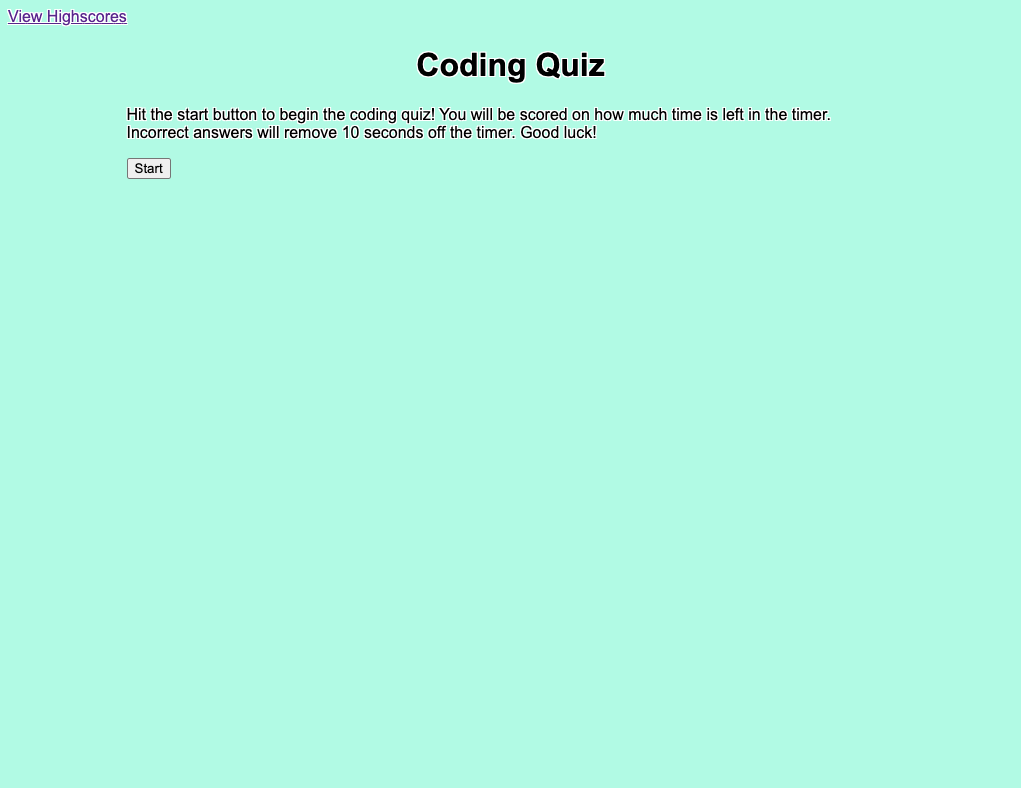 View Highscores
Coding Quiz
Hit the start button to begin the coding quiz! You will be scored on how much time is left in the timer.
Incorrect answers will remove 10 seconds off the timer. Good luck!
Start